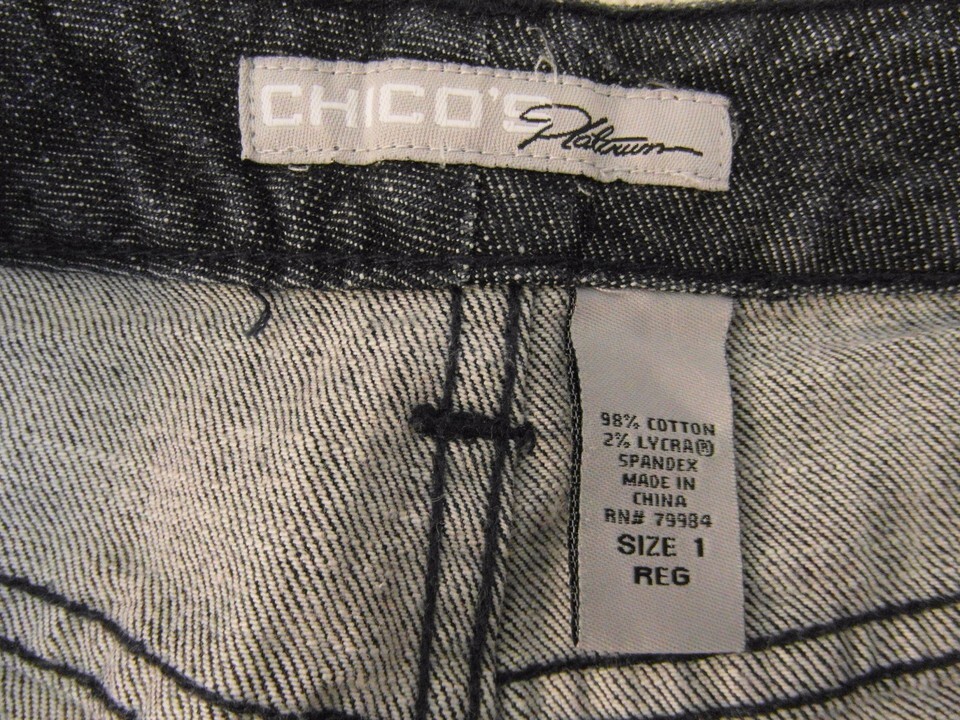 CHICO'S Platinum
98% COTTON
2% LYCRA®
SPANDEX
MADE IN
CHINA
RN# 79984
SIZE 1
REG